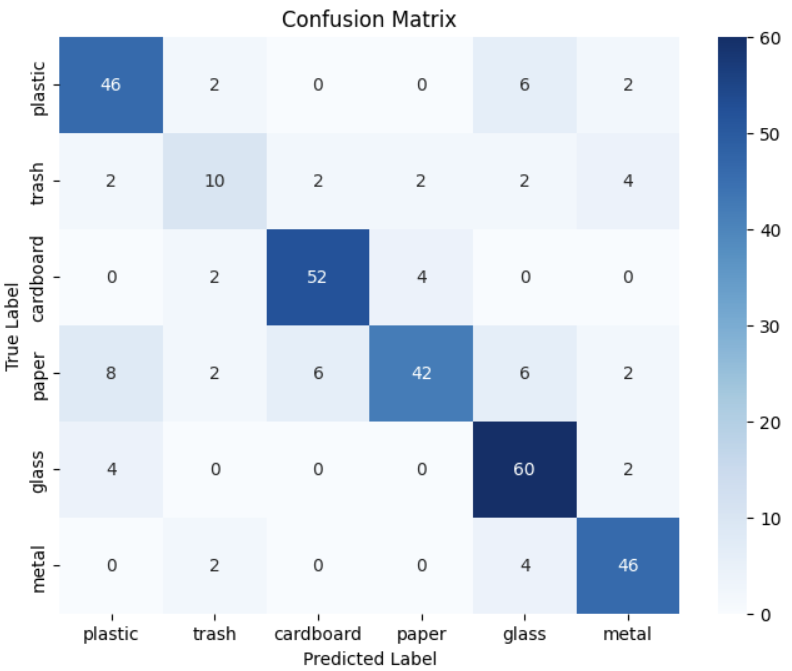 Confusion Matrix
True Label
plastic 46 2 0 0 6 2
trash 2 10 2 2 2 4
cardboard 0 2 52 4 0 0
paper 8 2 6 42 6 2
glass 4 0 0 0 60 2
metal 0 2 0 0 4 46
plastic trash cardboard paper glass metal
Predicted Label
60
50
40
30
20
10
0